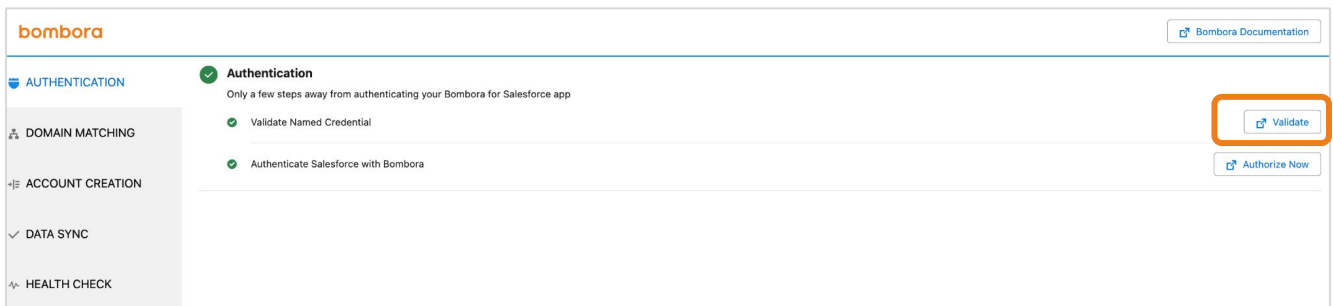 bombora
Bombora Documentation
AUTHENTICATION
DOMAIN MATCHING
ACCOUNT CREATION
DATA SYNC
HEALTH CHECK
Authentication
Only a few steps away from authenticating your Bombora for Salesforce app
Validate Named Credential
Validate
Authenticate Salesforce with Bombora
Authorize Now